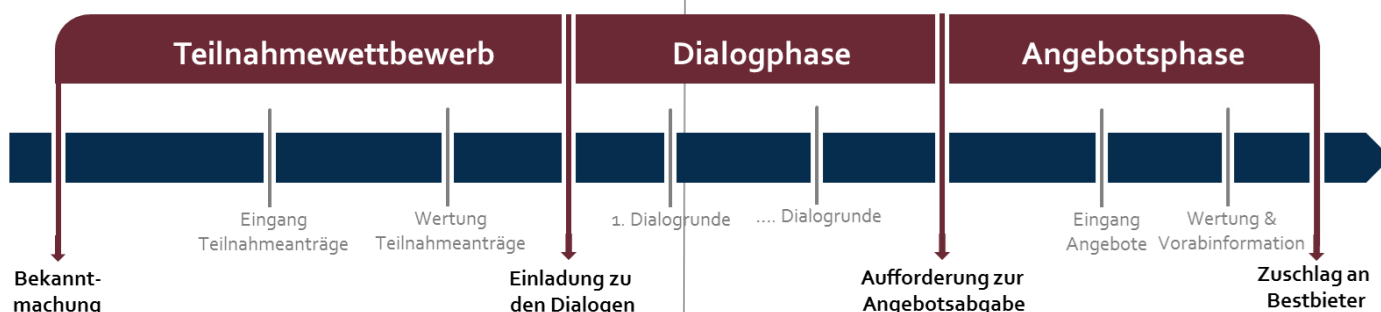 Teilnahmewettbewerb
Dialogphase
Angebotsphase
Eingang
Teilnahmeanträge
Wertung
Teilnahmeanträge
1. Dialogrunde
.... Dialogrunde
Eingang
Angebote
Wertung &
Vorabinformation
Bekannt-
machung
Einladung zu
den Dialogen
Aufforderung zur
Angebotsabgabe
Zuschlag an
Bestbieter